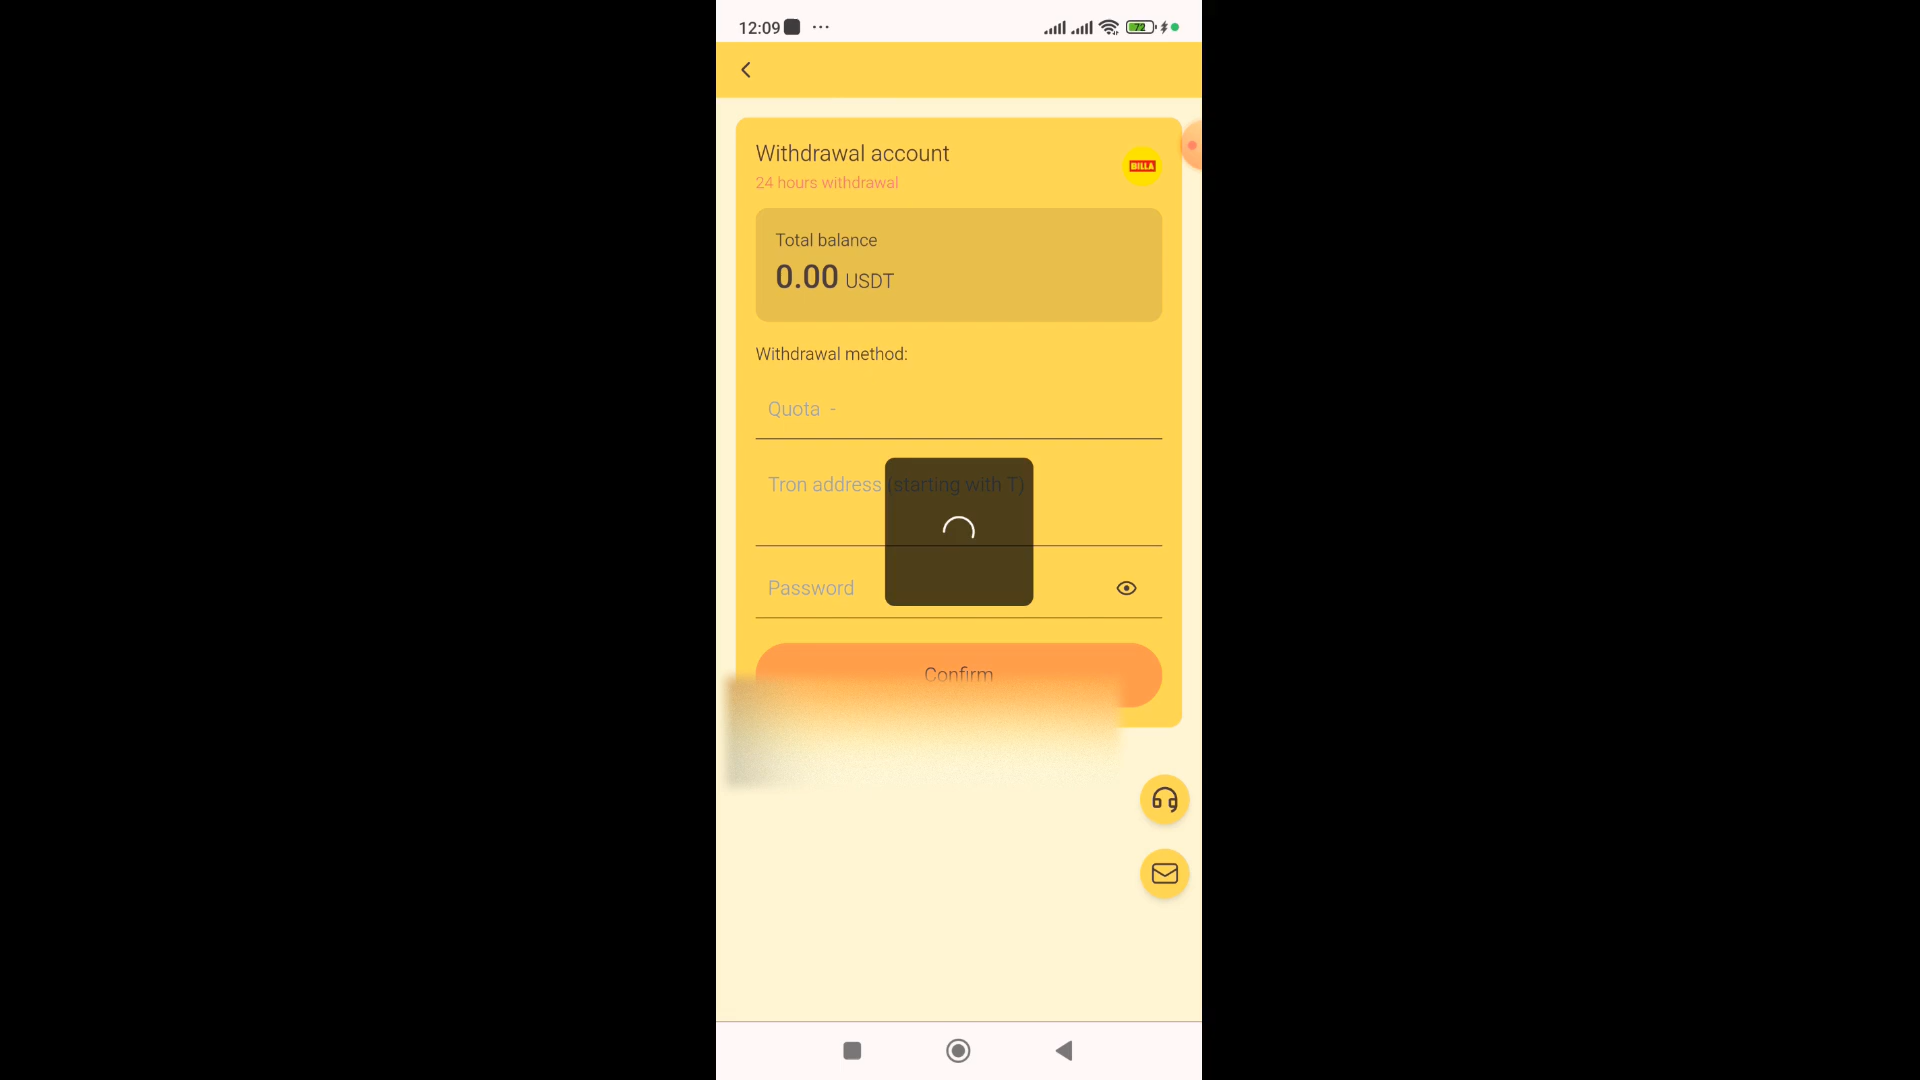 12:09
72
Withdrawal account
24 hours withdrawal
BILLA
Total balance
0.00 USDT
Withdrawal method:
Quota -
Tron address (starting with T)
Password
Confirm